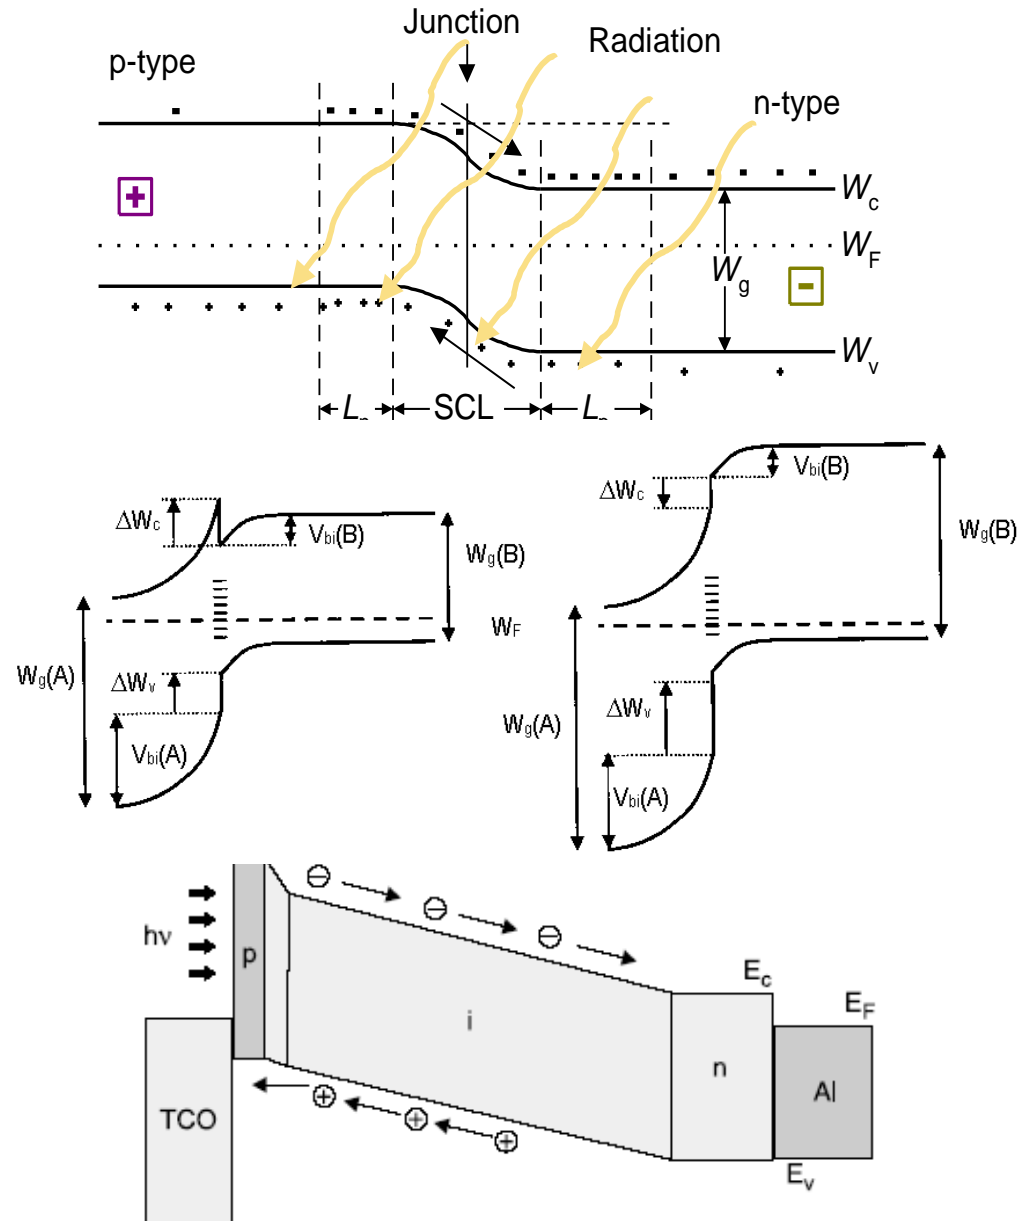 Junction
Radiation
p-type
n-type
+
Wc
WF
Wg
-
Wv
SCL
ΔWc
Vbi(B)
Wg(B)
WF
Wg(A)
ΔWv
Vbi(A)
Vbi(B)
ΔWc
Wg(B)
ΔWv
Wg(A)
Vbi(A)
hν
p
Ec
EF
i
n
Al
TCO
Ev